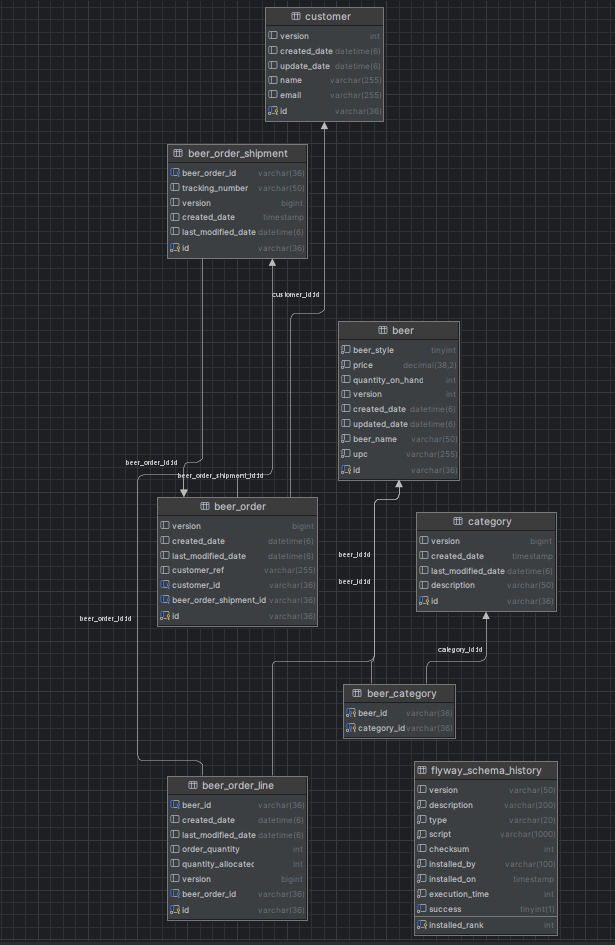 customer
version int
created_date datetime(6)
update_date datetime(6)
name varchar(255)
email varchar(255)
id varchar(36)
beer_order_shipment
beer_order_id varchar(36)
tracking_number varchar(50)
version bigint
created_date timestamp
last_modified_date datetime(6)
id varchar(36)
customer_id:id
beer
beer_style tinyint
price decimal(38,2)
quantity_on_hand int
version int
created_date datetime(6)
updated_date datetime(6)
beer_name varchar(50)
upc varchar(255)
id varchar(36)
beer_order_id:id
beer_order_shipment_id:id
beer_order
version bigint
created_date datetime(6)
last_modified_date datetime(6)
customer_ref varchar(255)
customer_id varchar(36)
beer_order_shipment_id varchar(36)
id varchar(36)
category
version bigint
created_date timestamp
last_modified_date datetime(6)
description varchar(50)
id varchar(36)
beer_id:id
beer_id:id
beer_order_id:id
category_id:id
beer_category
beer_id varchar(36)
category_id varchar(36)
beer_order_line
beer_id varchar(36)
created_date datetime(6)
last_modified_date datetime(6)
order_quantity int
quantity_allocated int
version bigint
beer_order_id varchar(36)
id varchar(36)
flyway_schema_history
version varchar(50)
description varchar(200)
type varchar(20)
script varchar(1000)
checksum int
installed_by varchar(100)
installed_on timestamp
execution_time int
success tinyint(1)
installed_rank int